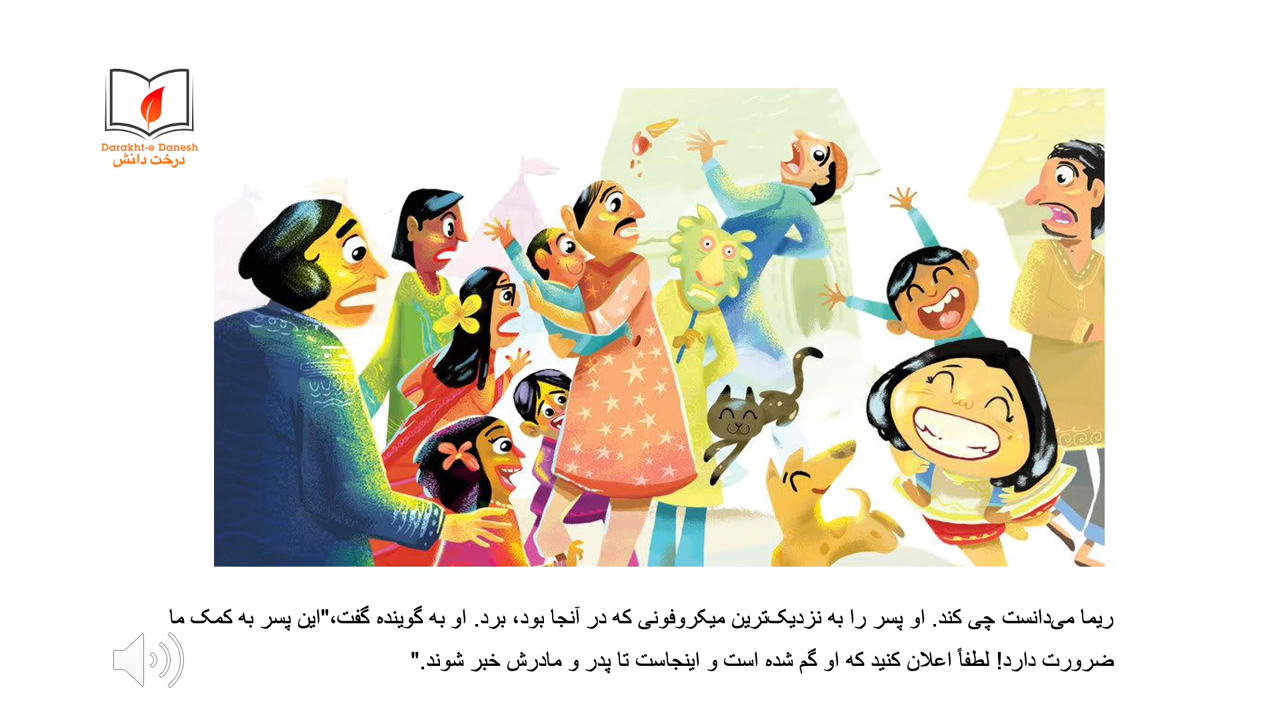 Darakht-e Danesh
درخت دانش
ریما می‌دانست چی کند. او پسر را به نزدیک‌ترین میکروفونی که در آنجا بود، برد. او به گوینده گفت،"این پسر به کمک ما
ضرورت دارد! لطفاً اعلان کنید که او گم شده است و اینجاست تا پدر و مادرش خبر شوند."